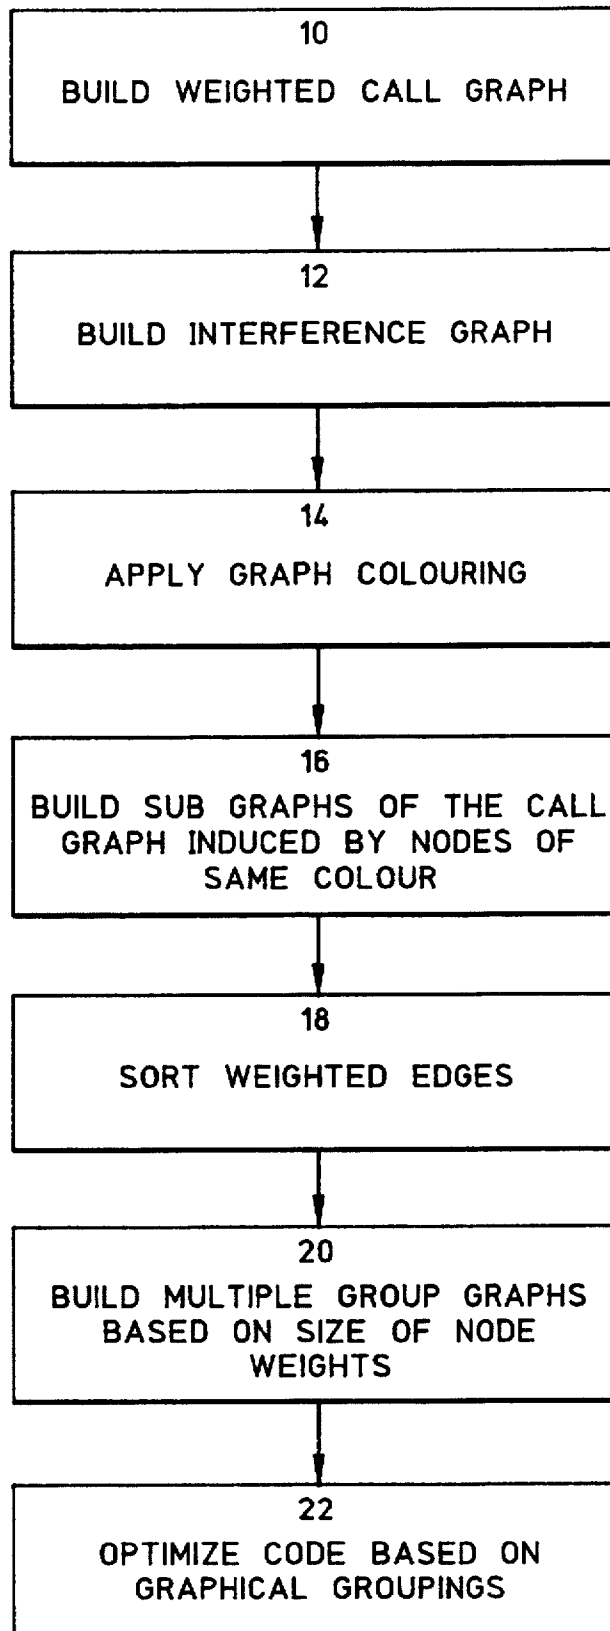 10
BUILD WEIGHTED CALL GRAPH
12
BUILD INTERFERENCE GRAPH
14
APPLY GRAPH COLOURING
16
BUILD SUB GRAPHS OF THE CALL
GRAPH INDUCED BY NODES OF
SAME COLOUR
18
SORT WEIGHTED EDGES
20
BUILD MULTIPLE GROUP GRAPHS
BASED ON SIZE OF NODE
WEIGHTS
22
OPTIMIZE CODE BASED ON
GRAPHICAL GROUPINGS